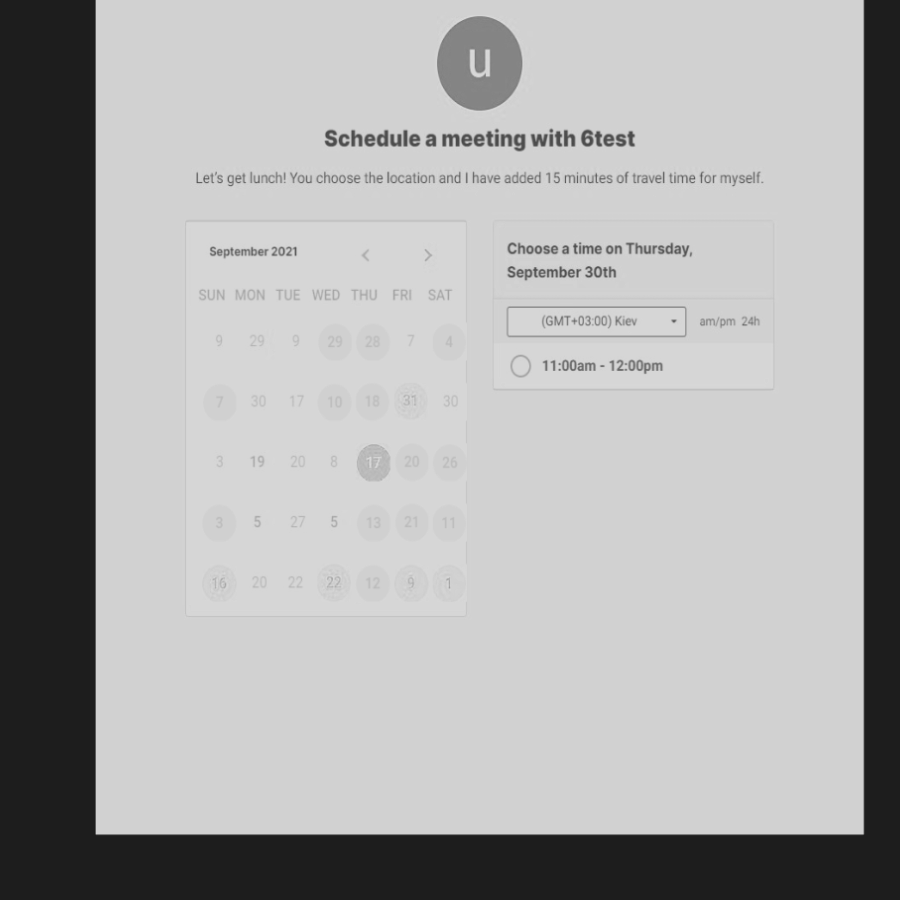 u
Schedule a meeting with 6test
Let's get lunch! You choose the location and I have added 15 minutes of travel time for myself.
September 2021
SUN MON TUE WED THU FRI SAT
9 29 9 29 28 7 4
7 30 17 10 18 31 30
3 19 20 8 17 20 26
3 5 27 5 13 21 11
16 20 22 22 12 9 1
Choose a time on Thursday,
September 30th
(GMT+03:00) Kiev am/pm 24h
11:00am - 12:00pm